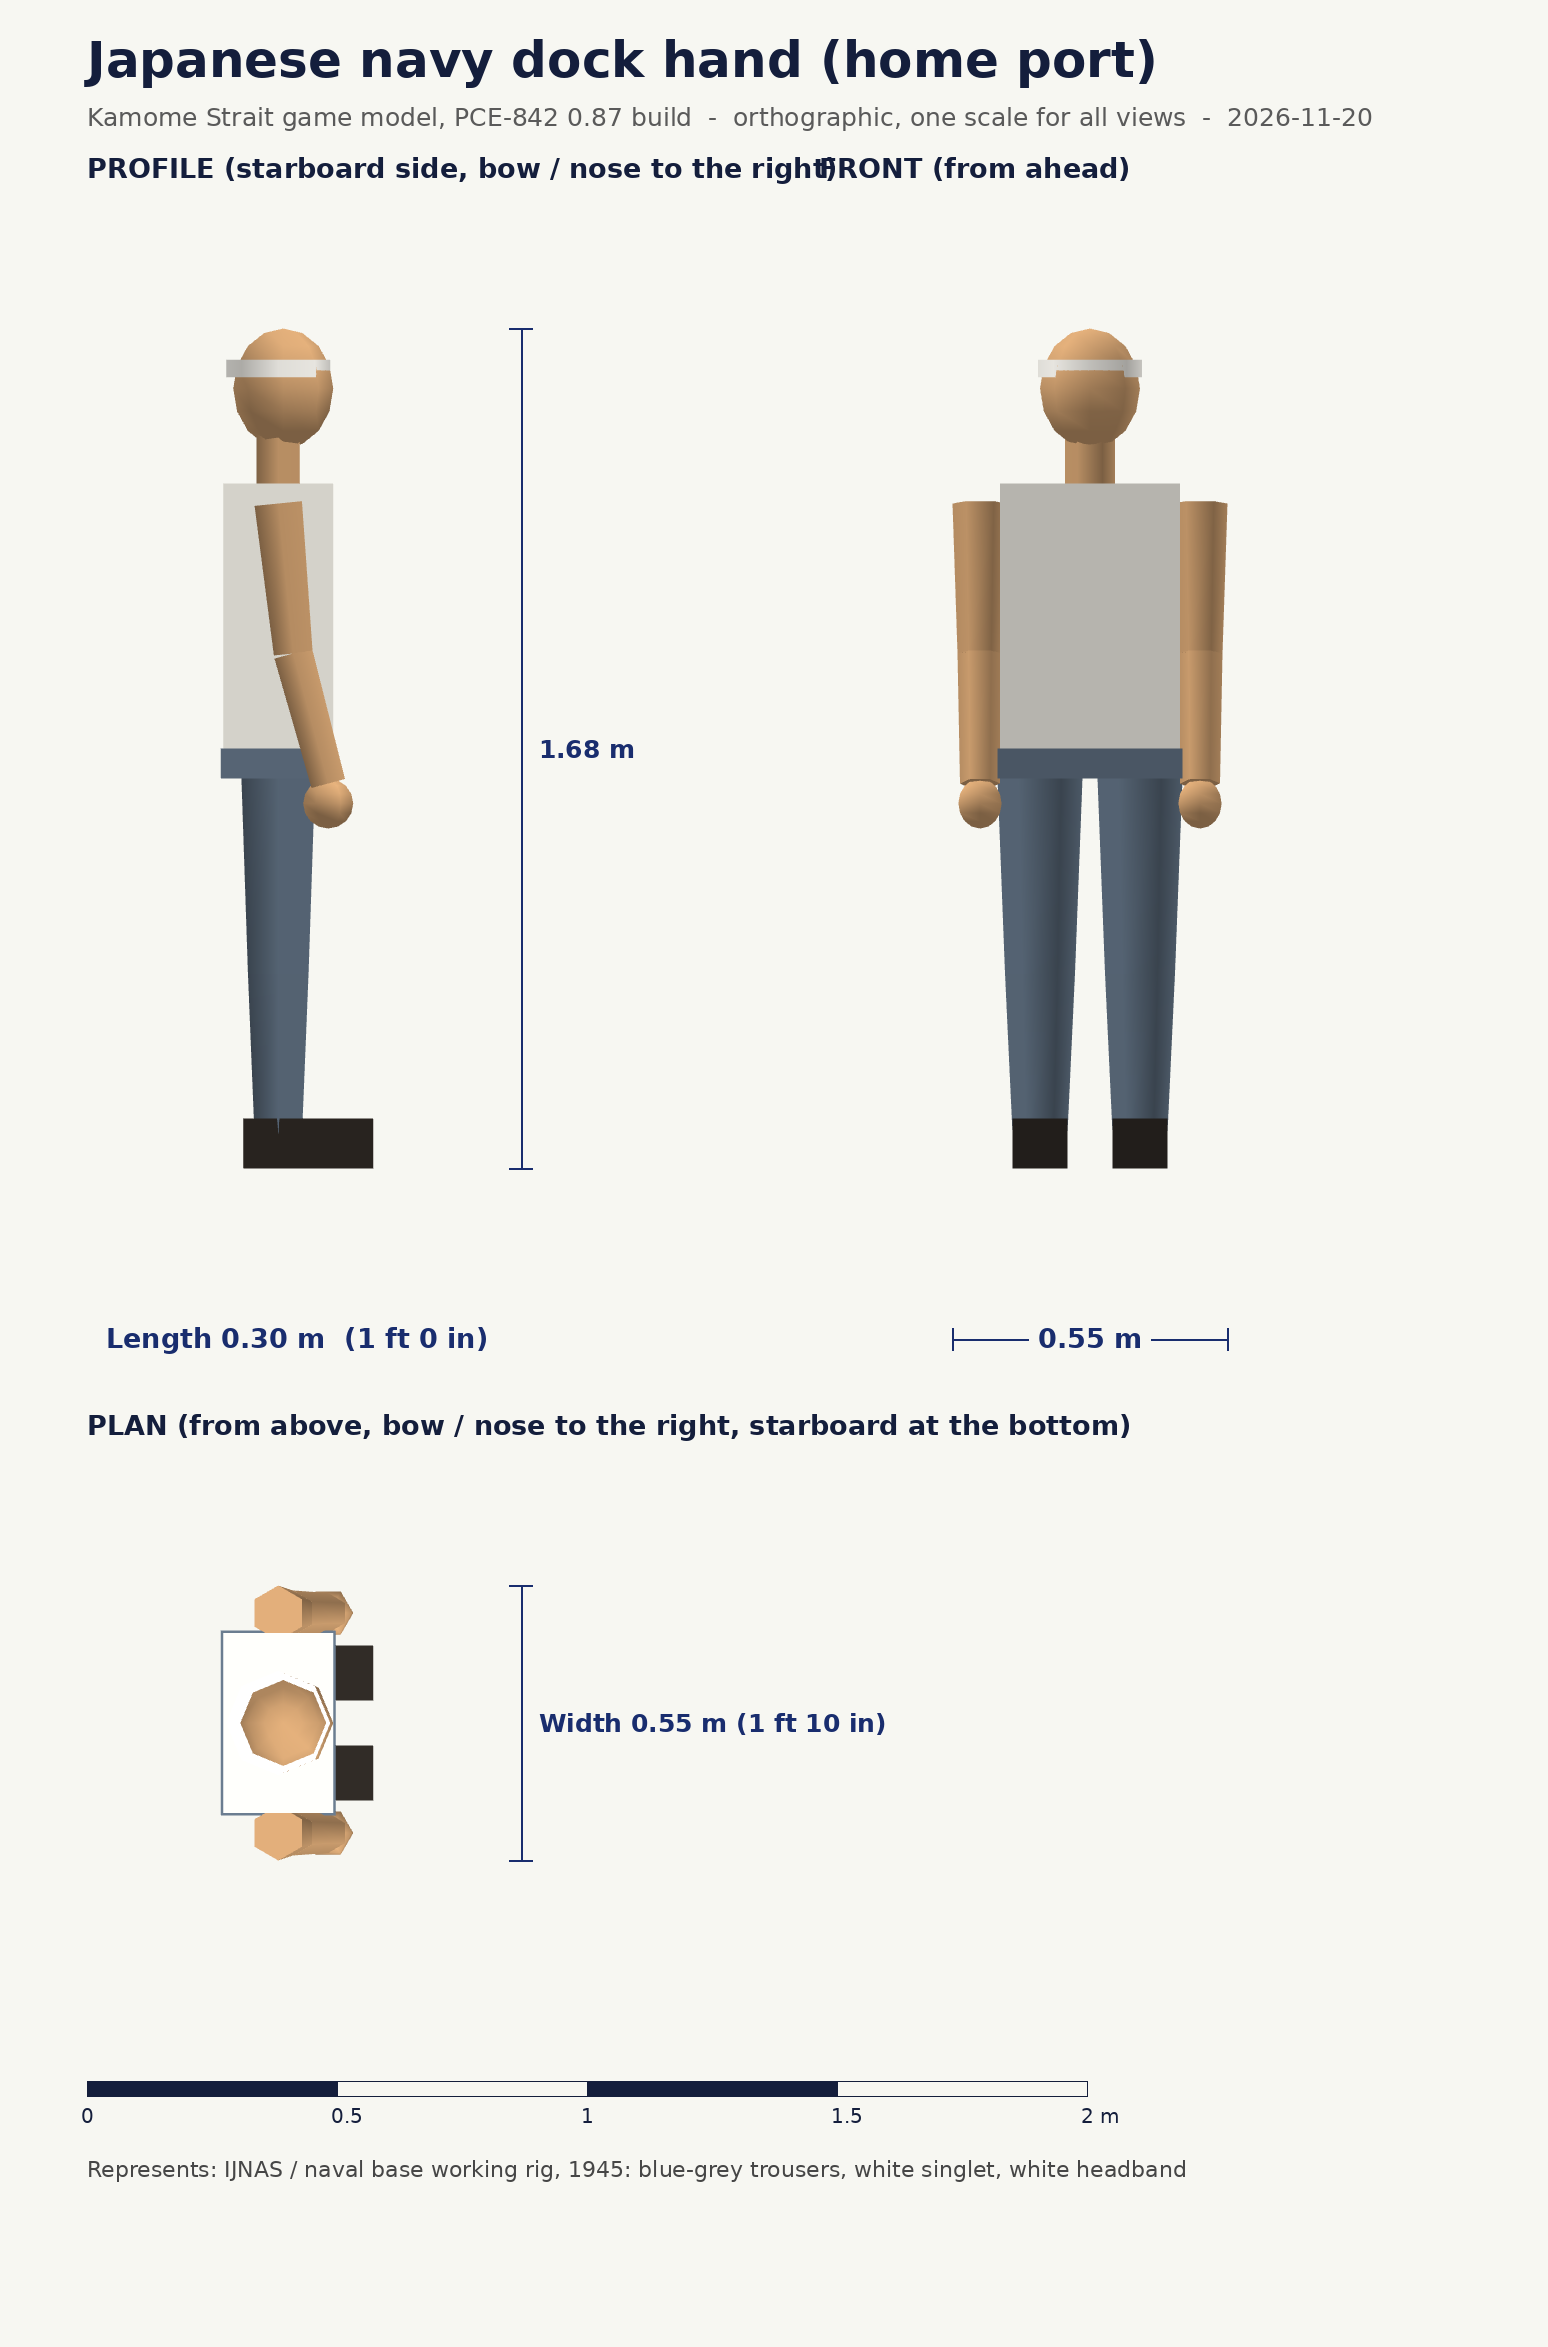 Japanese navy dock hand (home port)
Kamome Strait game model, PCE-842 0.87 build - orthographic, one scale for all views - 2026-11-20
PROFILE (starboard side, bow / nose to the right)
FRONT (from ahead)
1.68 m
Length 0.30 m (1 ft 0 in)
0.55 m
PLAN (from above, bow / nose to the right, starboard at the bottom)
Width 0.55 m (1 ft 10 in)
0 0.5 1 1.5 2 m
Represents: IJNAS / naval base working rig, 1945: blue-grey trousers, white singlet, white headband